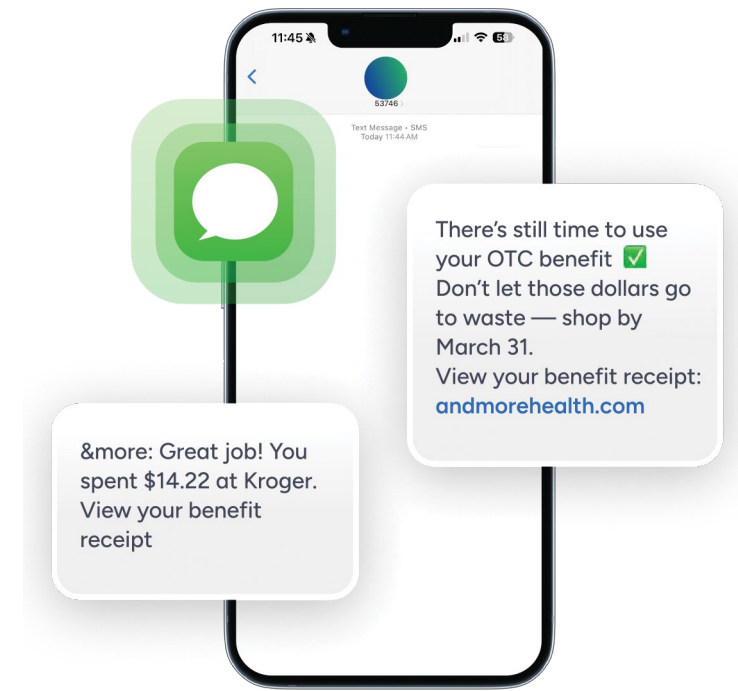 11:45
58
53746
Text Message • SMS
Today 11:44 AM
There’s still time to use
your OTC benefit ✅
Don’t let those dollars go
to waste — shop by
March 31.
View your benefit receipt:
andmorehealth.com
&more: Great job! You
spent $14.22 at Kroger.
View your benefit
receipt